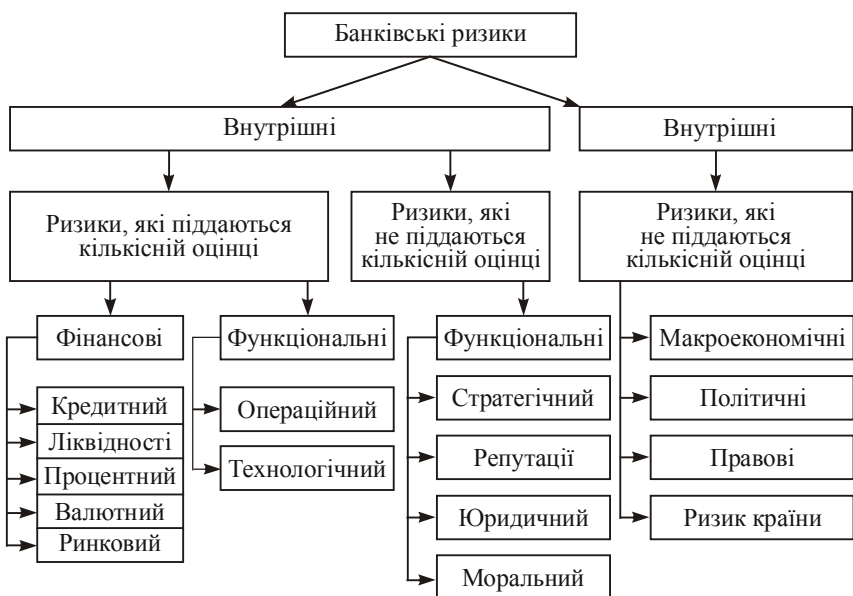 Банківські ризики
Внутрішні
Внутрішні
Ризики, які піддаються
кількісній оцінці
Ризики, які
не піддаються
кількісній оцінці
Ризики, які
не піддаються
кількісній оцінці
Фінансові
Кредитний
Ліквідності
Процентний
Валютний
Ринковий
Функціональні
Операційний
Технологічний
Функціональні
Стратегічний
Репутації
Юридичний
Моральний
Макроекономічні
Політичні
Правові
Ризик країни